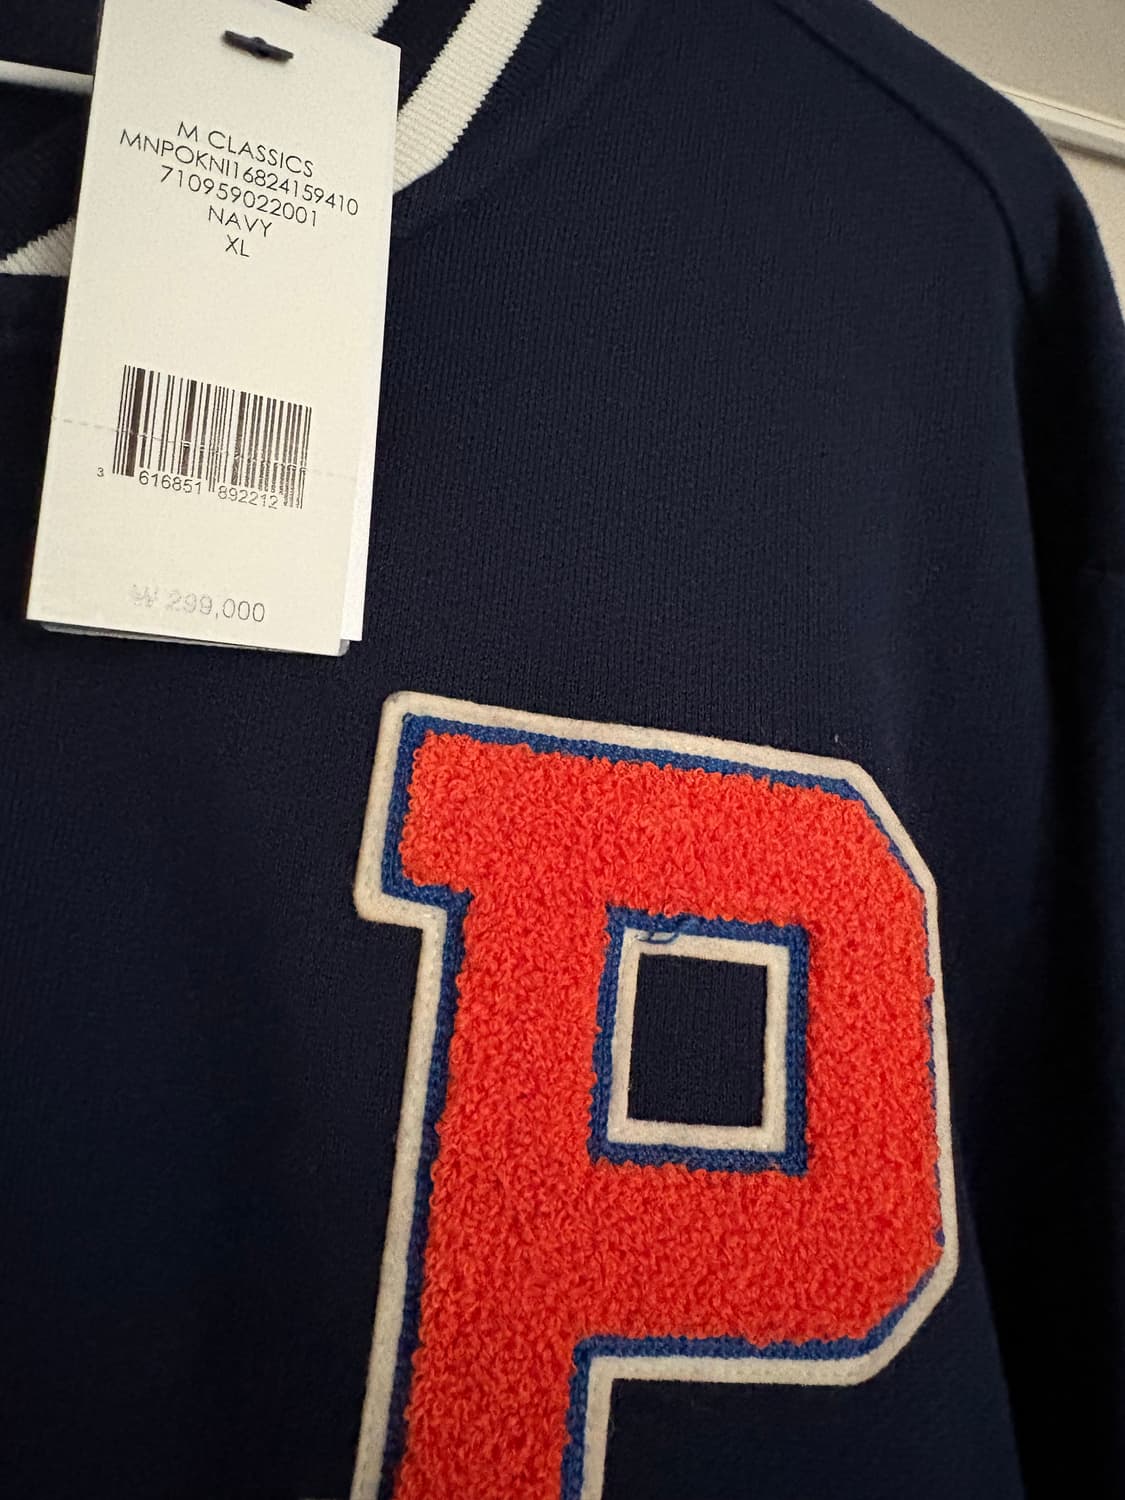 M CLASSICS
MNPOKNI16824159410
710959022001
NAVY
XL
3 616851 892212
₩ 299,000
P